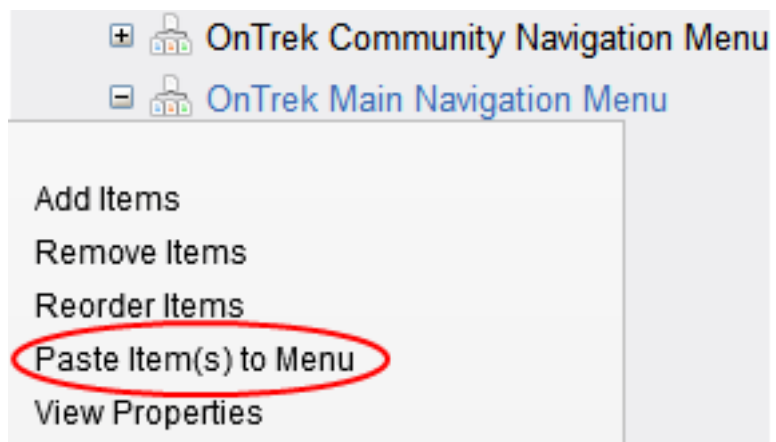 OnTrek Community Navigation Menu
OnTrek Main Navigation Menu
Add Items
Remove Items
Reorder Items
Paste Item(s) to Menu
View Properties